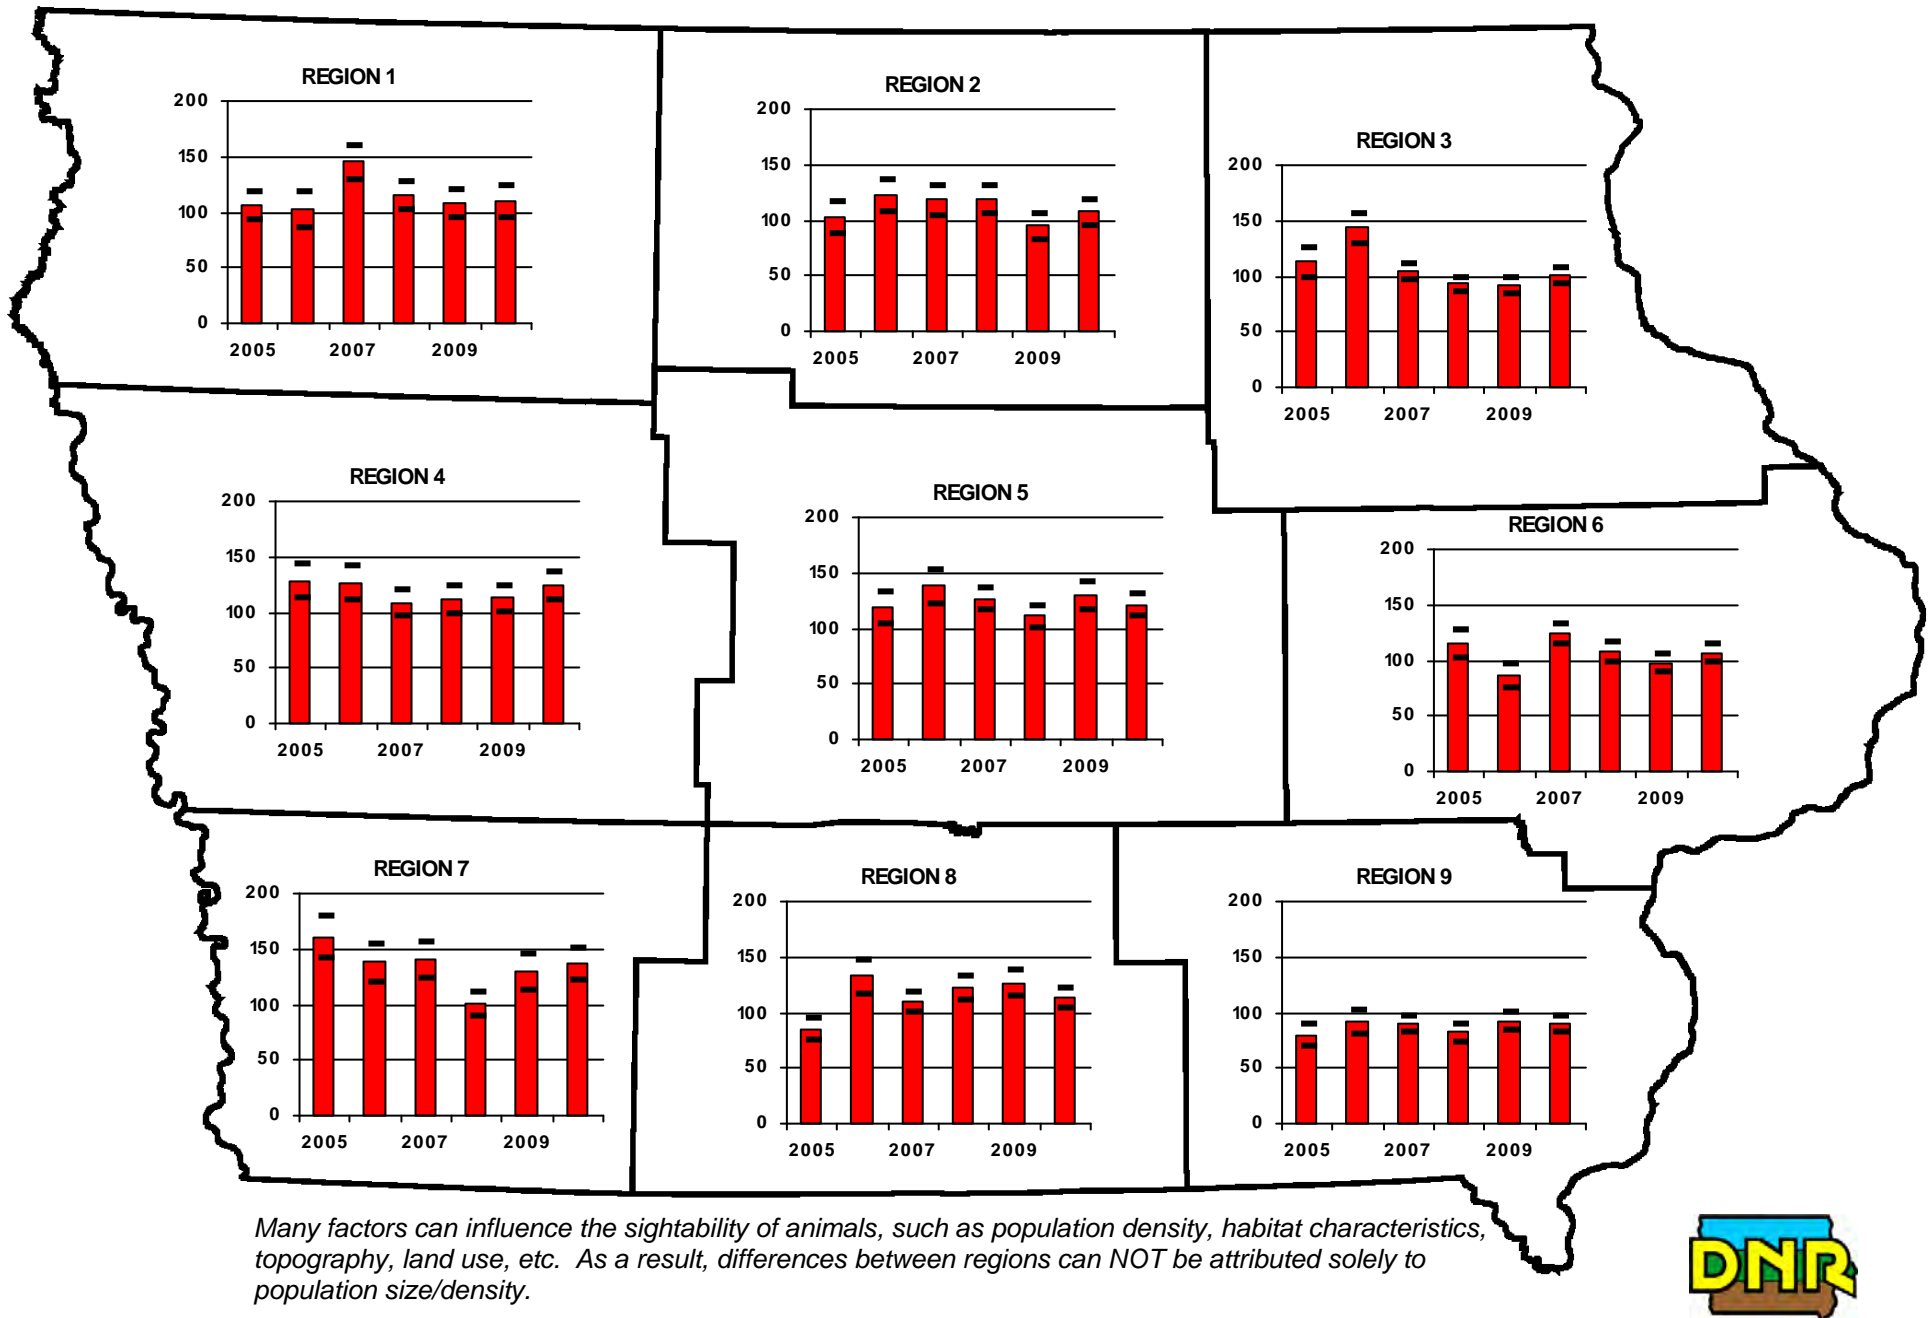 REGION 1
200
150
100
50
0
2005 2007 2009
REGION 2
200
150
100
50
0
2005 2007 2009
REGION 3
200
150
100
50
0
2005 2007 2009
REGION 4
200
150
100
50
0
2005 2007 2009
REGION 5
200
150
100
50
0
2005 2007 2009
REGION 6
200
150
100
50
0
2005 2007 2009
REGION 7
200
150
100
50
0
2005 2007 2009
REGION 8
200
150
100
50
0
2005 2007 2009
REGION 9
200
150
100
50
0
2005 2007 2009
Many factors can influence the sightability of animals, such as population density, habitat characteristics,
topography, land use, etc.  As a result, differences between regions can NOT be attributed solely to
population size/density.
DNR